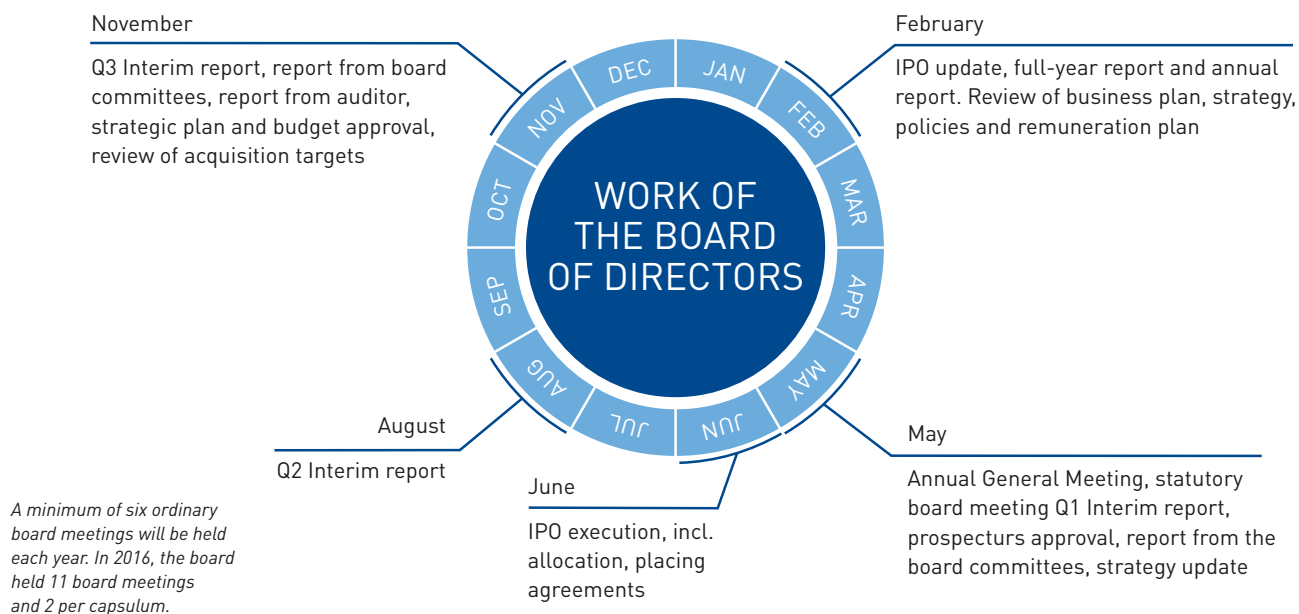 November
Q3 Interim report, report from board
committees, report from auditor,
strategic plan and budget approval,
review of acquisition targets
February
IPO update, full-year report and annual
report. Review of business plan, strategy,
policies and remuneration plan
JAN
FEB
MAR
APR
MAY
JUN
JUL
AUG
SEP
OCT
NOV
DEC
WORK OF
THE BOARD
OF DIRECTORS
May
Annual General Meeting, statutory
board meeting Q1 Interim report,
prospecturs approval, report from the
board committees, strategy update
June
IPO execution, incl.
allocation, placing
agreements
August
Q2 Interim report
A minimum of six ordinary
board meetings will be held
each year. In 2016, the board
held 11 board meetings
and 2 per capsulum.